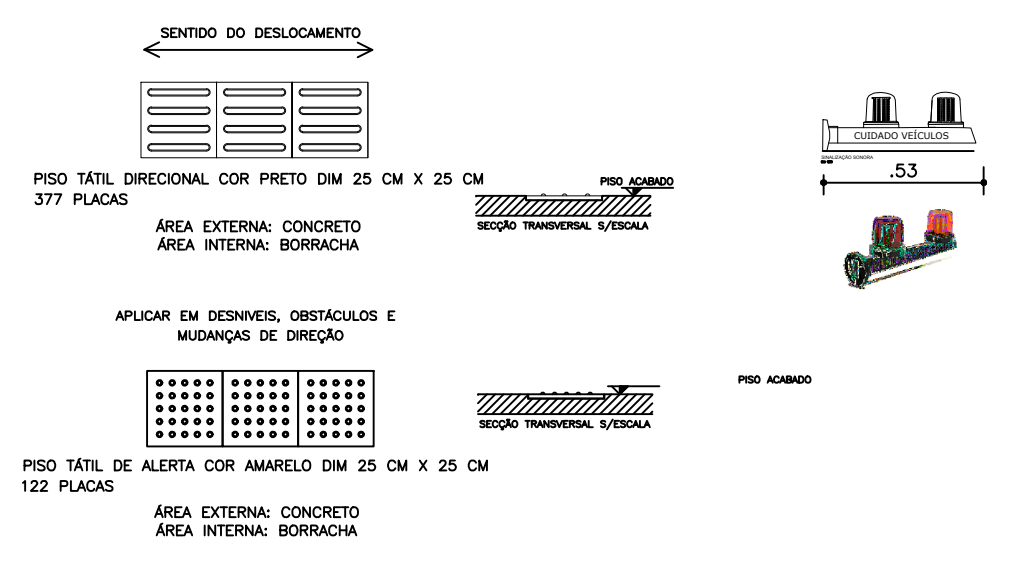 SENTIDO DO DESLOCAMENTO
PISO TÁTIL DIRECIONAL COR PRETO DIM 25 CM X 25 CM
377 PLACAS
ÁREA EXTERNA: CONCRETO
ÁREA INTERNA: BORRACHA
PISO ACABADO
SECÇÃO TRANSVERSAL S/ESCALA
CUIDADO VEÍCULOS
SINALIZAÇÃO SONORA
.53
APLICAR EM DESNIVEIS, OBSTÁCULOS E
MUDANÇAS DE DIREÇÃO
PISO TÁTIL DE ALERTA COR AMARELO DIM 25 CM X 25 CM
122 PLACAS
ÁREA EXTERNA: CONCRETO
ÁREA INTERNA: BORRACHA
SECÇÃO TRANSVERSAL S/ESCALA
PISO ACABADO